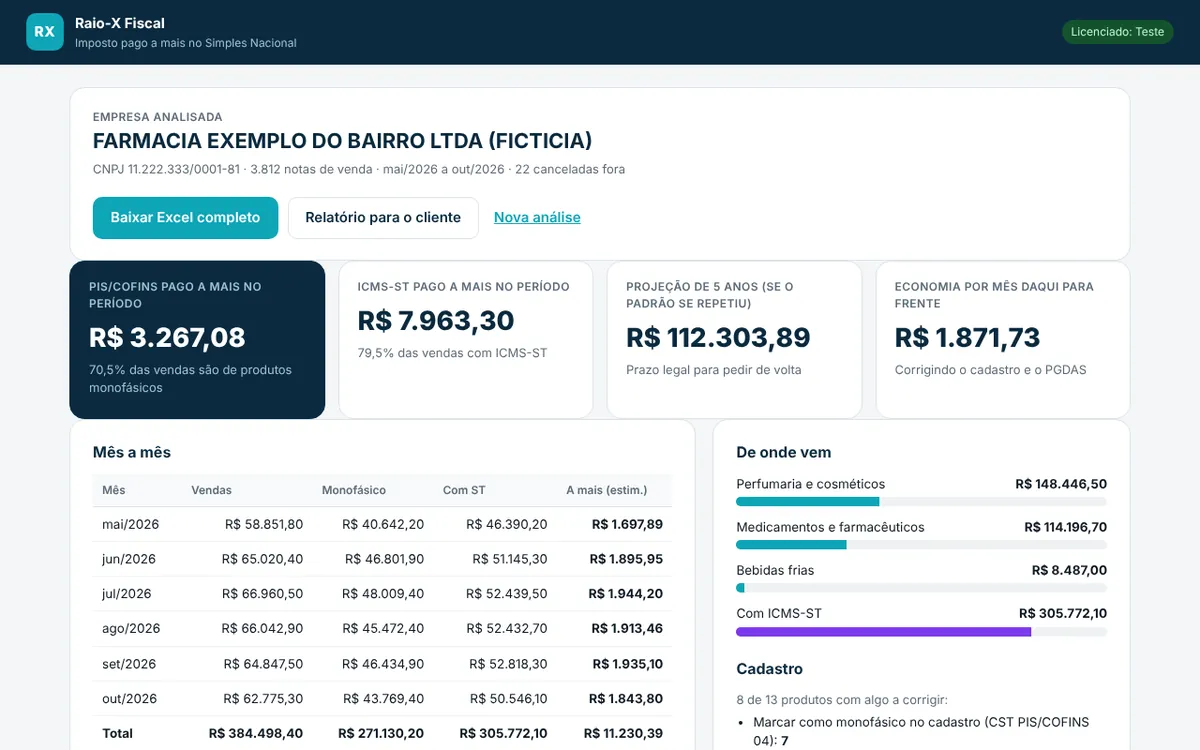 RX
Raio-X Fiscal
Imposto pago a mais no Simples Nacional
Licenciado: Teste
EMPRESA ANALISADA
FARMACIA EXEMPLO DO BAIRRO LTDA (FICTICIA)
CNPJ 11.222.333/0001-81 · 3.812 notas de venda · mai/2026 a out/2026 · 22 canceladas fora
Baixar Excel completo
Relatório para o cliente
Nova análise
PIS/COFINS PAGO A MAIS NO
PERÍODO
R$ 3.267,08
70,5% das vendas são de produtos
monofásicos
ICMS-ST PAGO A MAIS NO PERÍODO
R$ 7.963,30
79,5% das vendas com ICMS-ST
PROJEÇÃO DE 5 ANOS (SE O
PADRÃO SE REPETIU)
R$ 112.303,89
Prazo legal para pedir de volta
ECONOMIA POR MÊS DAQUI PARA
FRENTE
R$ 1.871,73
Corrigindo o cadastro e o PGDAS
Mês a mês
Mês Vendas Monofásico Com ST A mais (estim.)
mai/2026 R$ 58.851,80 R$ 40.642,20 R$ 46.390,20 R$ 1.697,89
jun/2026 R$ 65.020,40 R$ 46.801,90 R$ 51.145,30 R$ 1.895,95
jul/2026 R$ 66.960,50 R$ 48.009,40 R$ 52.439,50 R$ 1.944,20
ago/2026 R$ 66.042,90 R$ 45.472,40 R$ 52.432,70 R$ 1.913,46
set/2026 R$ 64.847,50 R$ 46.434,90 R$ 52.818,30 R$ 1.935,10
out/2026 R$ 62.775,30 R$ 43.769,40 R$ 50.546,10 R$ 1.843,80
Total R$ 384.498,40 R$ 271.130,20 R$ 305.772,10 R$ 11.230,39
De onde vem
Perfumaria e cosméticos R$ 148.446,50
Medicamentos e farmacêuticos R$ 114.196,70
Bebidas frias R$ 8.487,00
Com ICMS-ST R$ 305.772,10
Cadastro
8 de 13 produtos com algo a corrigir:
• Marcar como monofásico no cadastro (CST PIS/COFINS
04): 7